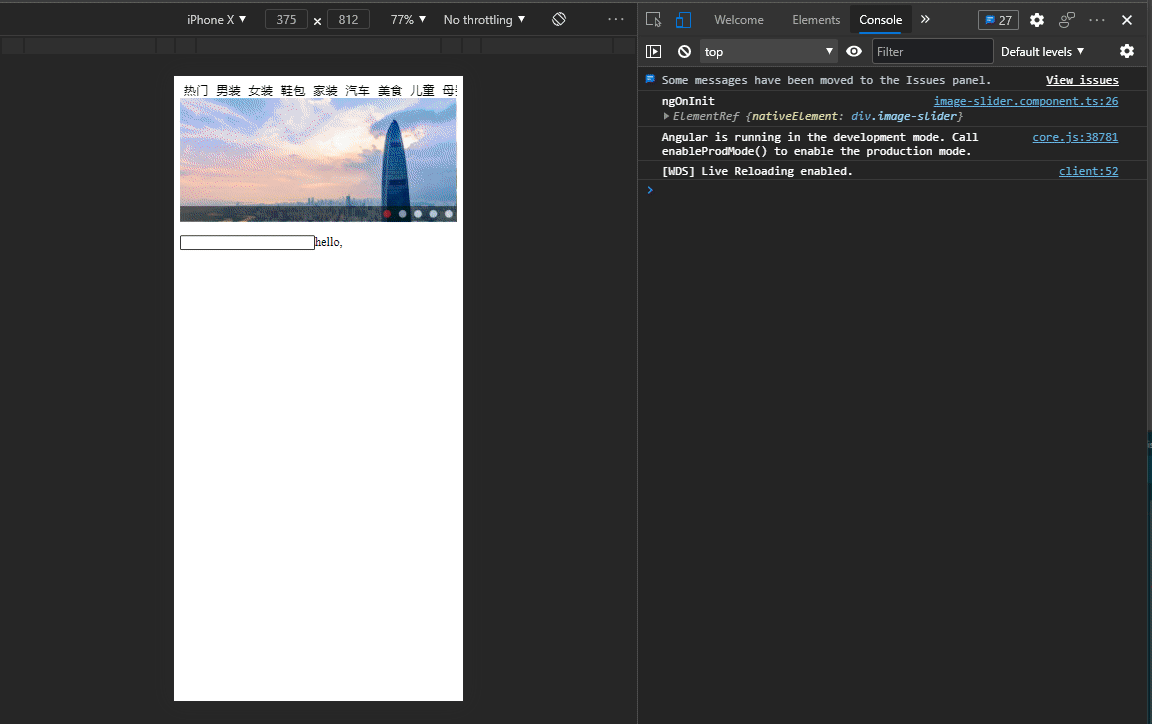 iPhone X ▼ 375 × 812 77% ▼ No throttling ▼
Welcome Elements Console » 27
top ▼ Filter Default levels ▼
Some messages have been moved to the Issues panel. View issues
ngOnInit image-slider.component.ts:26
▶ ElementRef {nativeElement: div.image-slider}
Angular is running in the development mode. Call core.js:38781
enableProdMode() to enable the production mode.
[WDS] Live Reloading enabled. client:52
热门 男装 女装 鞋包 家装 汽车 美食 儿童 母
hello,